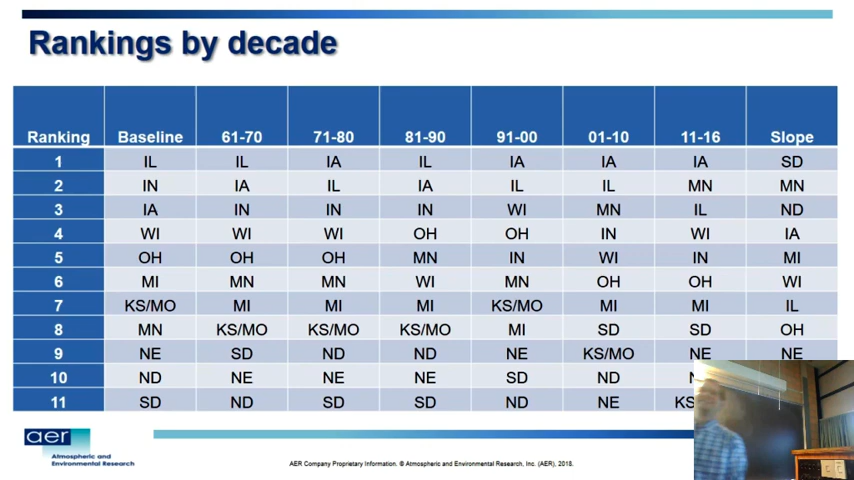 Rankings by decade
Ranking Baseline 61-70 71-80 81-90 91-00 01-10 11-16 Slope
1 IL IL IA IL IA IA IA SD
2 IN IA IL IA IL IL MN MN
3 IA IN IN IN WI MN IL ND
4 WI WI WI OH OH IN WI IA
5 OH OH OH MN IN WI IN MI
6 MI MN MN WI MN OH OH WI
7 KS/MO MI MI MI KS/MO MI MI IL
8 MN KS/MO KS/MO KS/MO MI SD SD OH
9 NE SD ND ND NE KS/MO NE NE
10 ND NE NE NE SD ND
11 SD ND SD SD ND NE
aer
Atmospheric and
Environmental Research
AER Company Proprietary Information. © Atmospheric and Environmental Research, Inc. (AER), 2018.